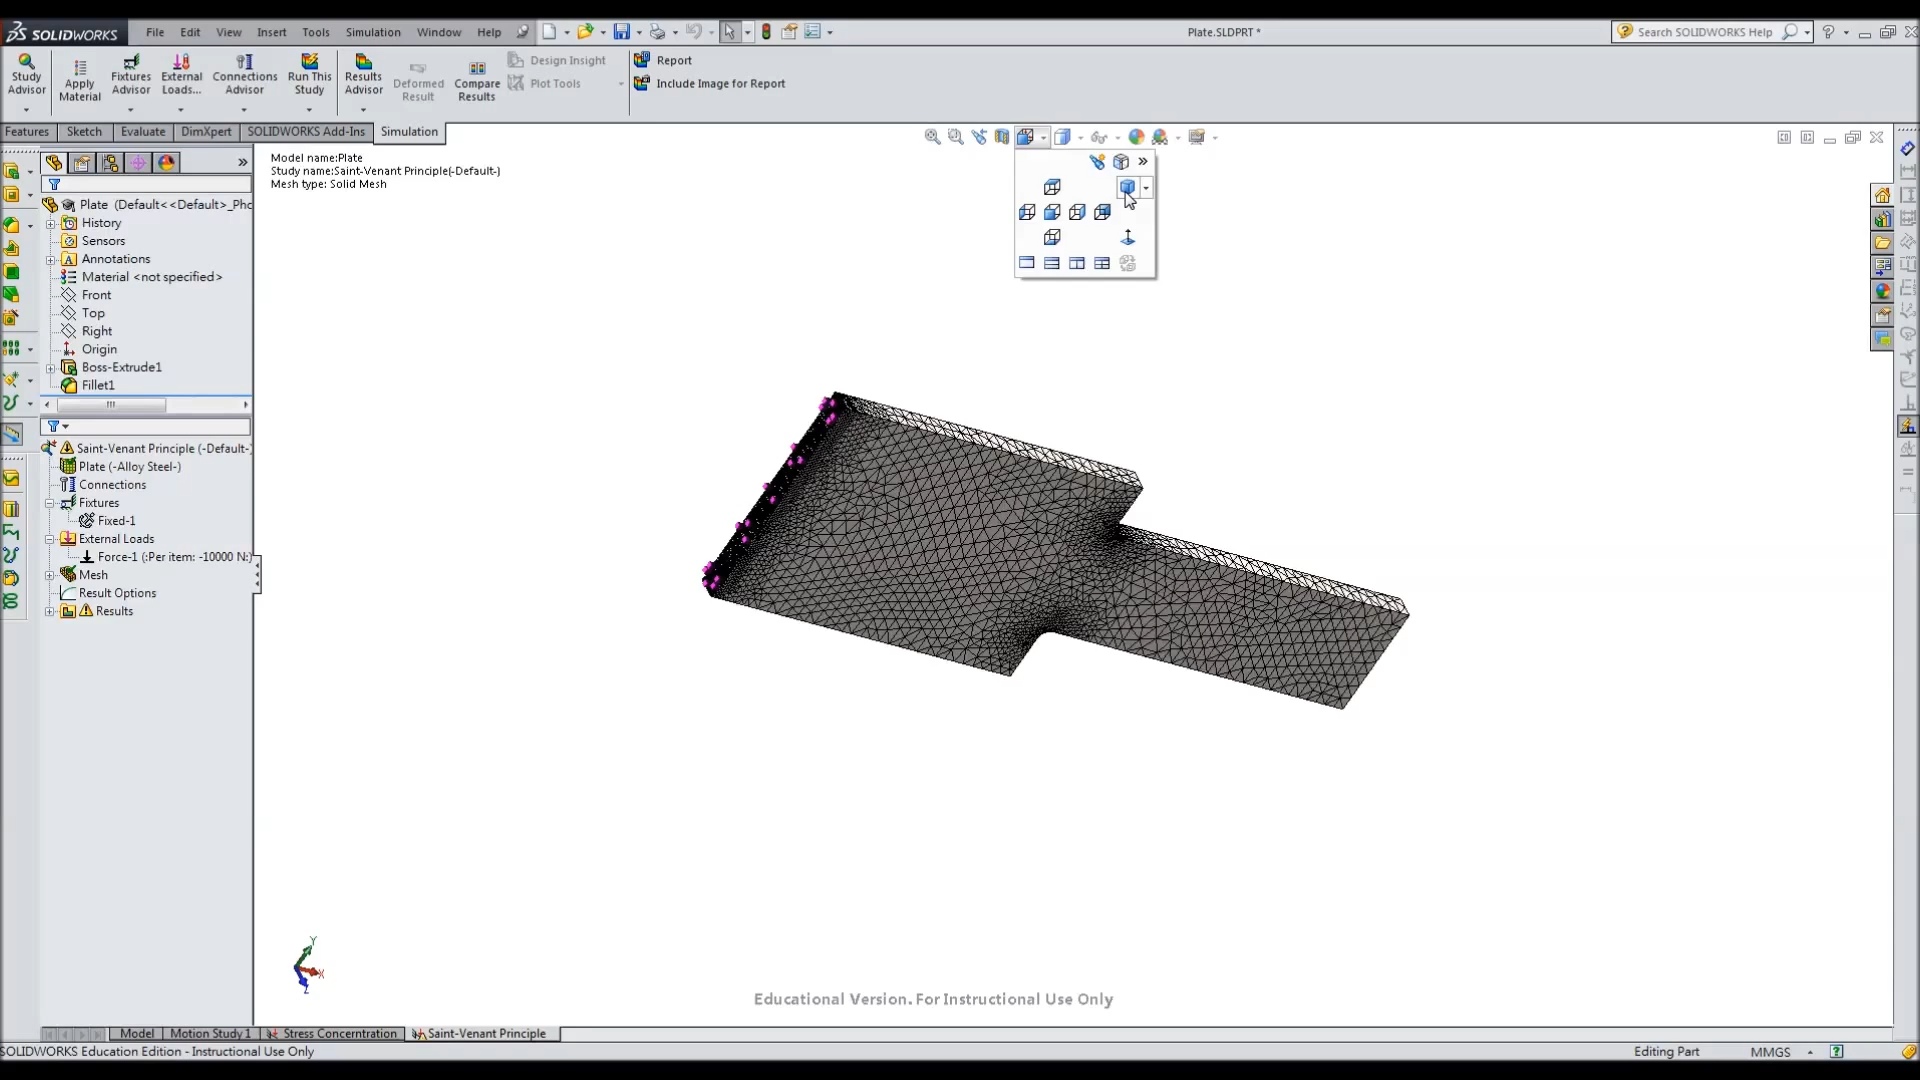 SOLIDWORKS
File Edit View Insert Tools Simulation Window Help
Plate.SLDPRT *
Search SOLIDWORKS Help
Study Advisor
Apply Material
Fixtures Advisor
External Loads...
Connections Advisor
Run This Study
Results Advisor
Deformed Result
Compare Results
Design Insight
Plot Tools
Report
Include Image for Report
Features Sketch Evaluate DimXpert SOLIDWORKS Add-Ins Simulation
Model name:Plate
Study name:Saint-Venant Principle(-Default-)
Mesh type: Solid Mesh
Plate (Default<<Default>_Pho
History
Sensors
Annotations
Material <not specified>
Front
Top
Right
Origin
Boss-Extrude1
Fillet1
Saint-Venant Principle (-Default-
Plate (-Alloy Steel-)
Connections
Fixtures
Fixed-1
External Loads
Force-1 (:Per item: -10000 N:)
Mesh
Result Options
Results
Y
X
Z
Educational Version. For Instructional Use Only
Model Motion Study 1 Stress Concerntration Saint-Venant Principle
SOLIDWORKS Education Edition - Instructional Use Only
Editing Part MMGS